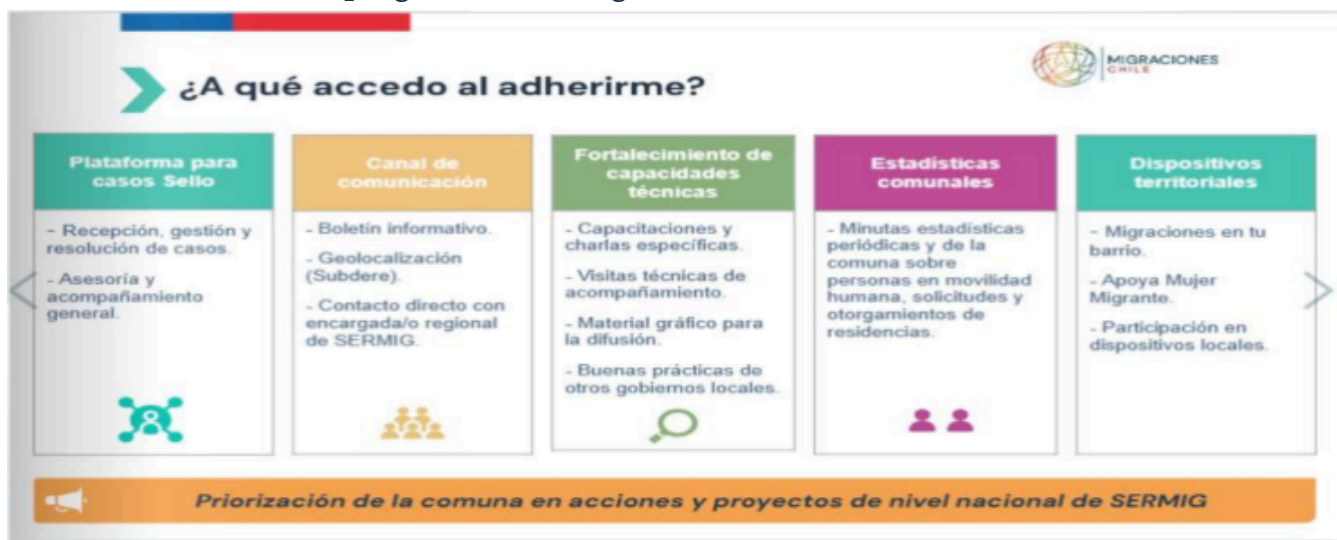 MIGRACIONES
CHILE
¿A qué accedo al adherirme?
Plataforma para
casos Sello
- Recepción, gestión y
resolución de casos.
- Asesoría y
acompañamiento
general.
Canal de
comunicación
- Boletín informativo.
- Geolocalización
(Subdere).
- Contacto directo con
encargada/o regional
de SERMIG.
Fortalecimiento de
capacidades
técnicas
- Capacitaciones y
charlas específicas.
- Visitas técnicas de
acompañamiento.
- Material gráfico para
la difusión.
- Buenas prácticas de
otros gobiernos locales.
Estadísticas
comunales
- Minutas estadísticas
periódicas y de la
comuna sobre
personas en movilidad
humana, solicitudes y
otorgamientos de
residencias.
Dispositivos
territoriales
- Migraciones en tu
barrio.
- Apoya Mujer
Migrante.
- Participación en
dispositivos locales.
Priorización de la comuna en acciones y proyectos de nivel nacional de SERMIG